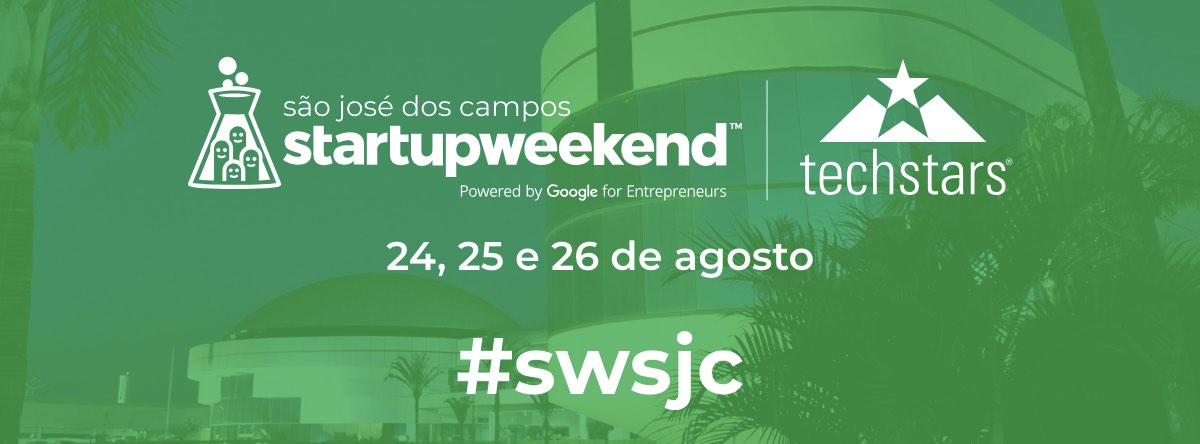 são josé dos campos
startupweekend™
Powered by Google for Entrepreneurs
techstars®
24, 25 e 26 de agosto
#swsjc